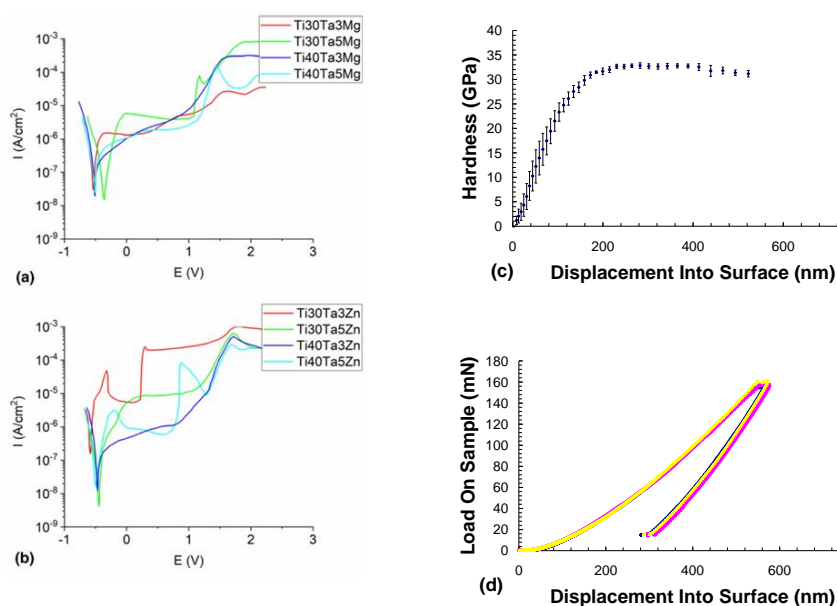 10⁻³
10⁻⁴
10⁻⁵
10⁻⁶
10⁻⁷
10⁻⁸
10⁻⁹
I (A/cm²)
Ti30Ta3Mg
Ti30Ta5Mg
Ti40Ta3Mg
Ti40Ta5Mg
-1 0 1 2 3
E (V)
(a)
10⁻³
10⁻⁴
10⁻⁵
10⁻⁶
10⁻⁷
10⁻⁸
10⁻⁹
I (A/cm²)
Ti30Ta3Zn
Ti30Ta5Zn
Ti40Ta3Zn
Ti40Ta5Zn
-1 0 1 2 3
E (V)
(b)
40
35
30
25
20
15
10
5
0
Hardness (GPa)
0 200 400 600
(c)
Displacement Into Surface (nm)
180
160
140
120
100
80
60
40
20
0
Load On Sample (mN)
0 200 400 600
(d)
Displacement Into Surface (nm)